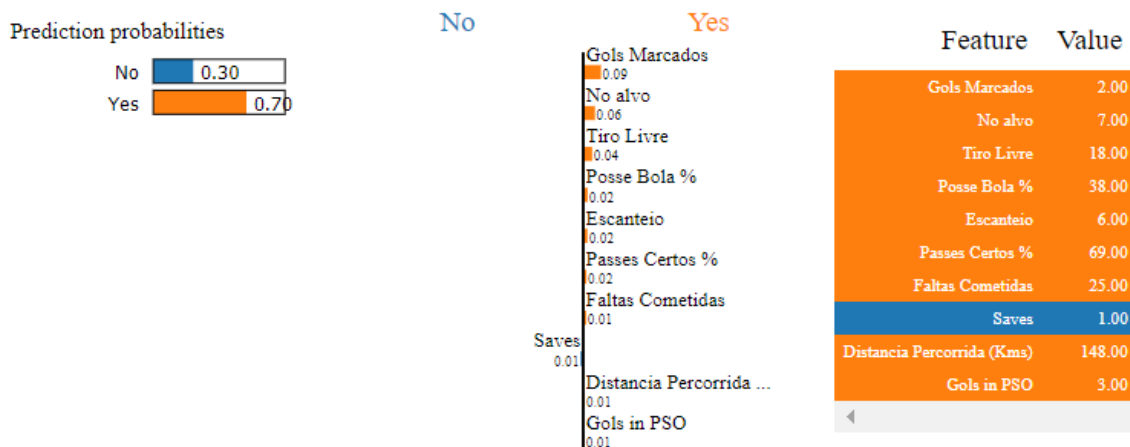 Prediction probabilities
No 0.30
Yes 0.70
No Yes
Gols Marcados
0.09
No alvo
0.06
Tiro Livre
0.04
Posse Bola %
0.02
Escanteio
0.02
Passes Certos %
0.02
Faltas Cometidas
0.01
Saves
0.01
Distancia Percorrida ...
0.01
Gols in PSO
0.01
Feature Value
Gols Marcados 2.00
No alvo 7.00
Tiro Livre 18.00
Posse Bola % 38.00
Escanteio 6.00
Passes Certos % 69.00
Faltas Cometidas 25.00
Saves 1.00
Distancia Percorrida (Kms) 148.00
Gols in PSO 3.00